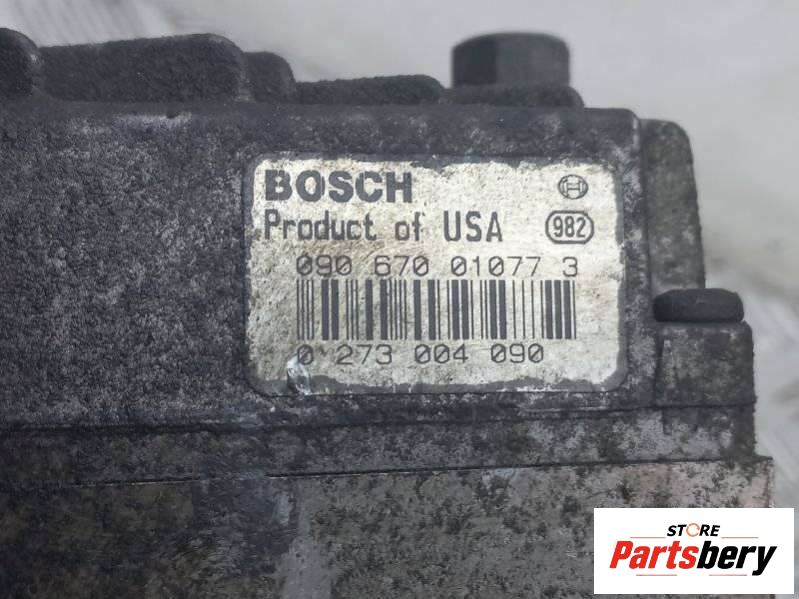 BOSCH
Product of USA 982
090 670 01077 3
0 273 004 090
STORE
Partsbery